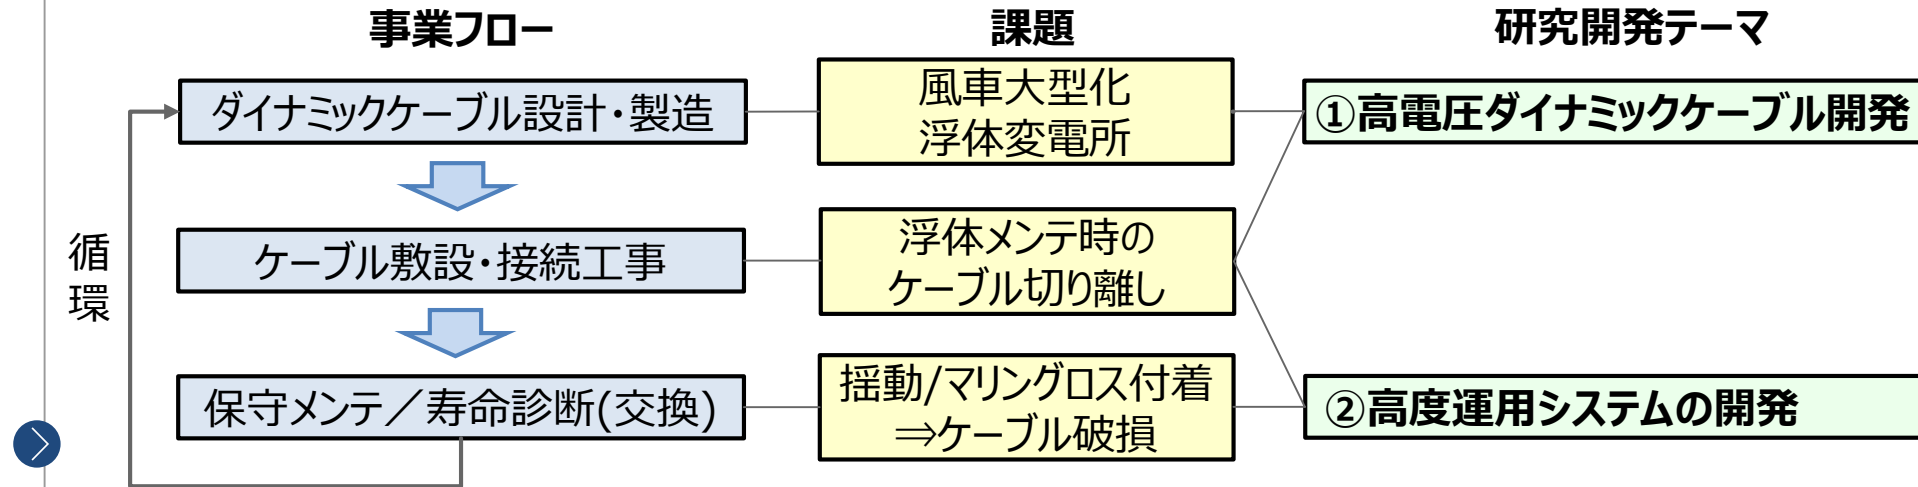 事業フロー
課題
研究開発テーマ
ダイナミックケーブル設計・製造
風車大型化
浮体変電所
①高電圧ダイナミックケーブル開発
循
環
ケーブル敷設・接続工事
浮体メンテ時の
ケーブル切り離し
保守メンテ／寿命診断(交換)
揺動/マリングロス付着
⇒ケーブル破損
②高度運用システムの開発